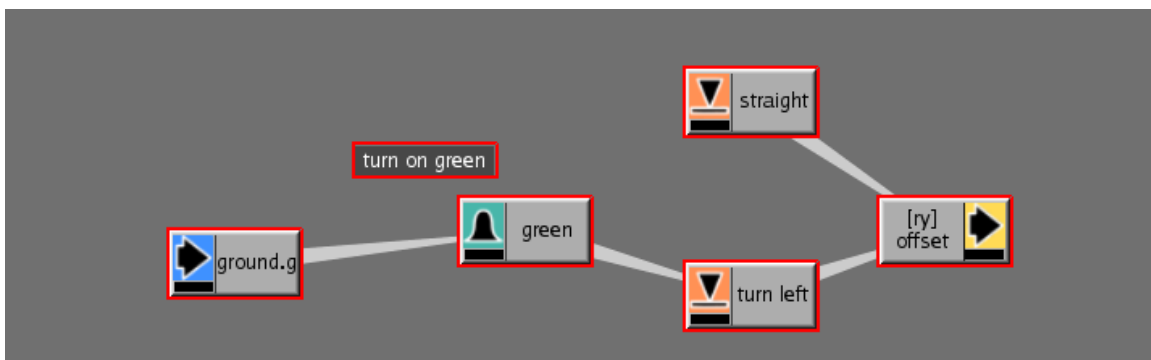 straight
turn on green
green
[ry]
offset
ground.g
turn left